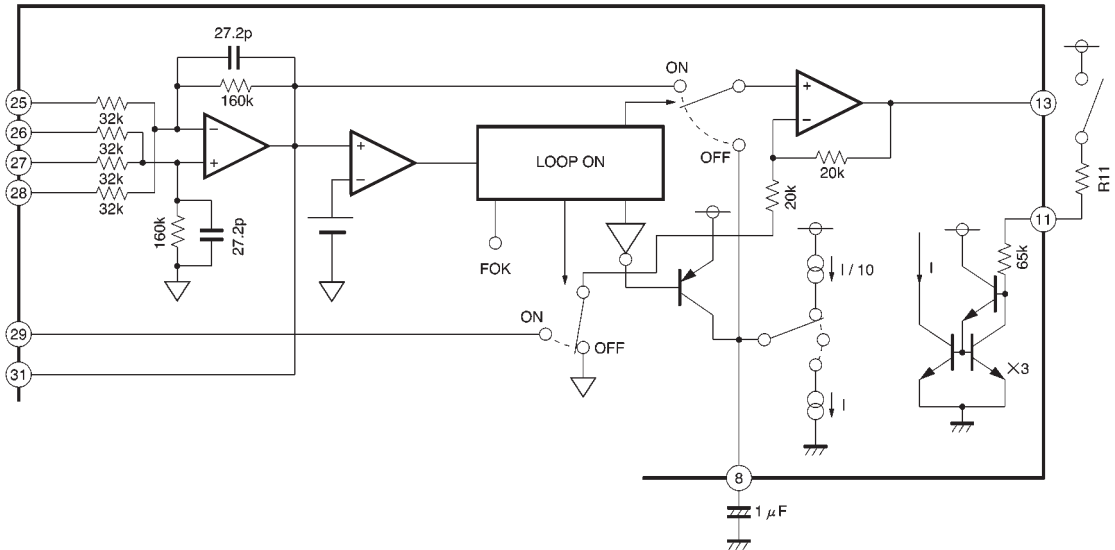 27.2p
160k
25
32k
26
32k
27
32k
28
32k
160k
27.2p
LOOP ON
FOK
ON
OFF
20k
20k
13
R11
11
65k
I
×3
I / 10
I
29
ON
OFF
31
8
1 μF
+
−
+
−
+
−